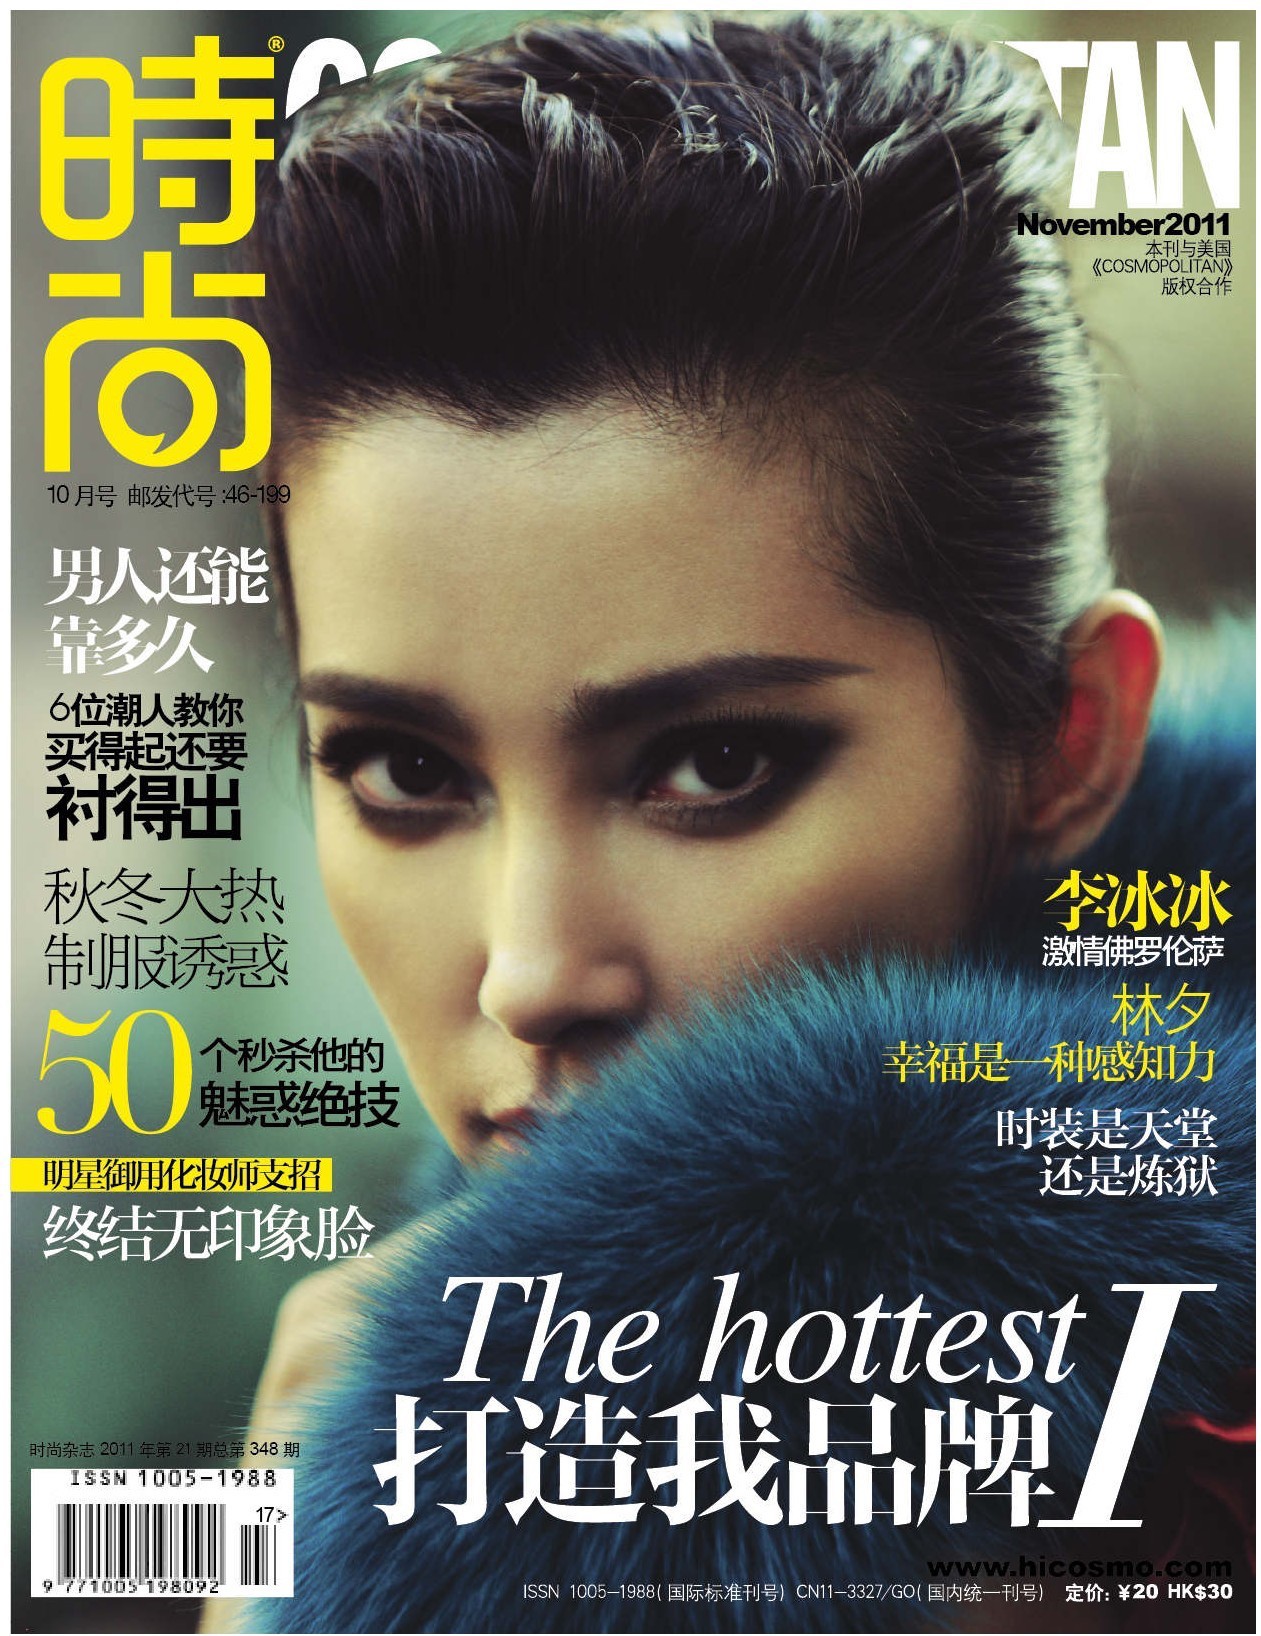 時尚®
TAN
November2011
本刊与美国
《COSMOPOLITAN》
版权合作
10月号 邮发代号:46-199
男人还能
靠多久
6位潮人教你
买得起还要
衬得出
秋冬大热
制服诱惑
50个秒杀他的
魅惑绝技
明星御用化妆师支招
终结无印象脸
李冰冰
激情佛罗伦萨
林夕
幸福是一种感知力
时装是天堂
还是炼狱
The hottest I
打造我品牌
时尚杂志 2011 年第 21 期总第 348 期
ISSN 1005-1988
17>
9 771005 198092
www.hicosmo.com
ISSN 1005-1988(国际标准刊号) CN11-3327/GO(国内统一刊号) 定价: ¥20 HK$30